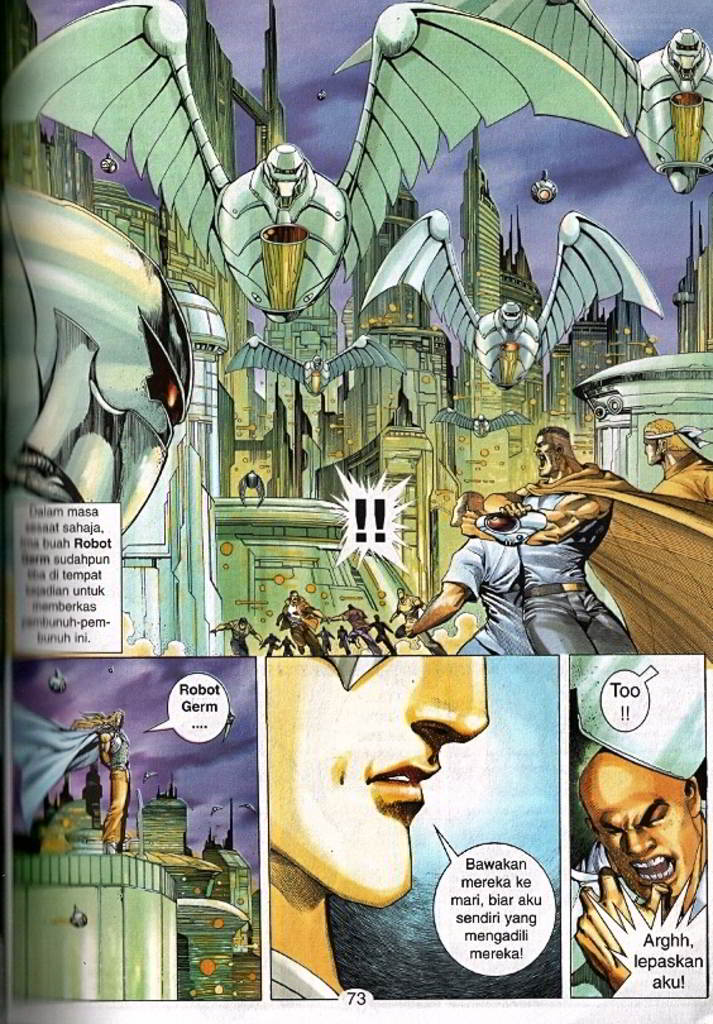 Dalam masa
sesaat sahaja,
buah Robot
Germ sudahpun
tiba di tempat
kejadian untuk
memberkas
pembunuh-pem-
bunuh ini.
!!
Robot
Germ
....
Bawakan
mereka ke
mari, biar aku
sendiri yang
mengadili
mereka!
Too
!!
Arghh,
lepaskan
aku!
73